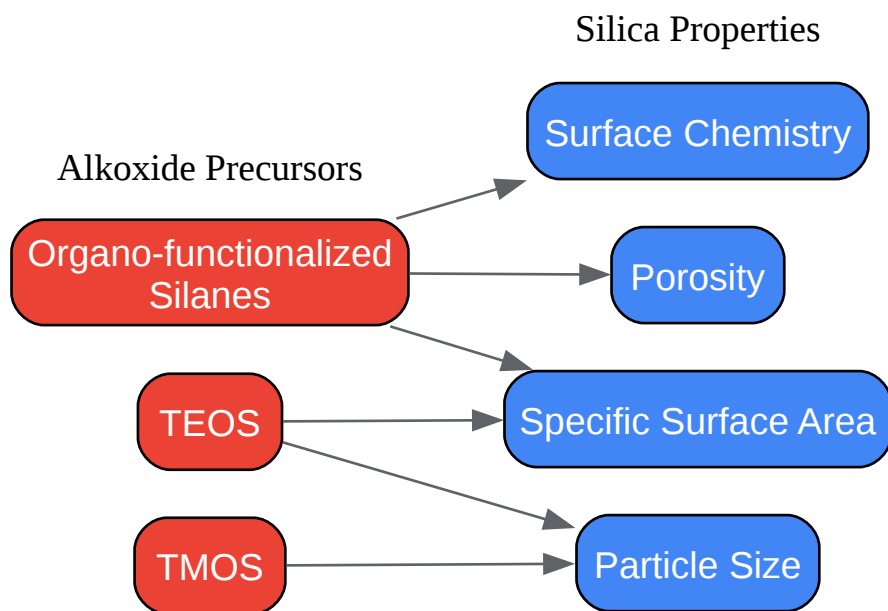 Silica Properties
Surface Chemistry
Alkoxide Precursors
Organo-functionalized
Silanes
Porosity
TEOS
Specific Surface Area
TMOS
Particle Size